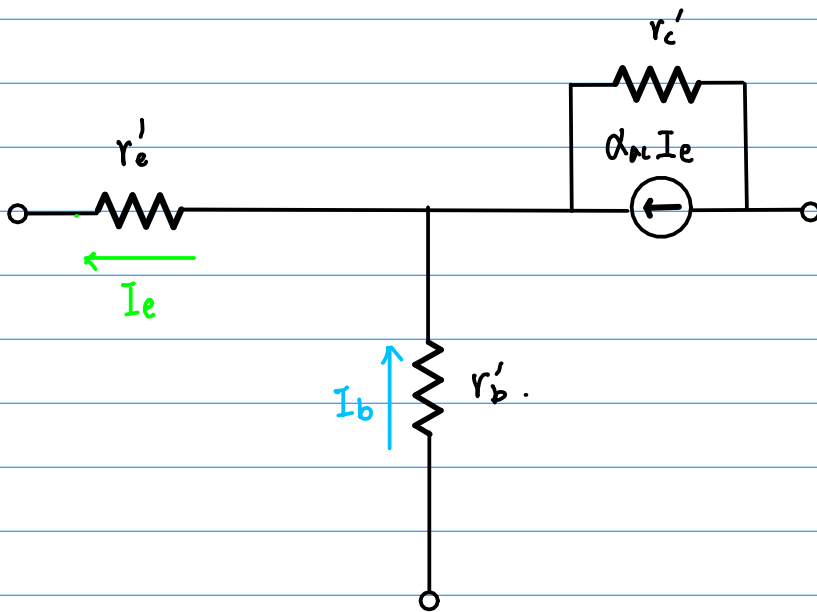 rc'
αac Ie
re'
Ie
Ib
rb'.